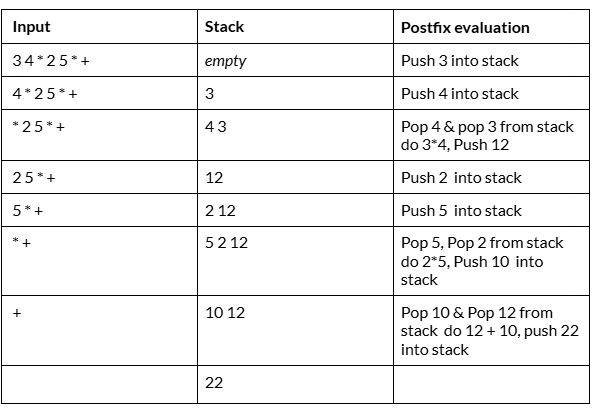 Input Stack Postfix evaluation
3 4 * 2 5 * + empty Push 3 into stack
4 * 2 5 * + 3 Push 4 into stack
* 2 5 * + 4 3 Pop 4 & pop 3 from stack
do 3*4, Push 12
2 5 * + 12 Push 2 into stack
5 * + 2 12 Push 5 into stack
* + 5 2 12 Pop 5, Pop 2 from stack
do 2*5, Push 10 into
stack
+ 10 12 Pop 10 & Pop 12 from
stack do 12 + 10, push 22
into stack
22